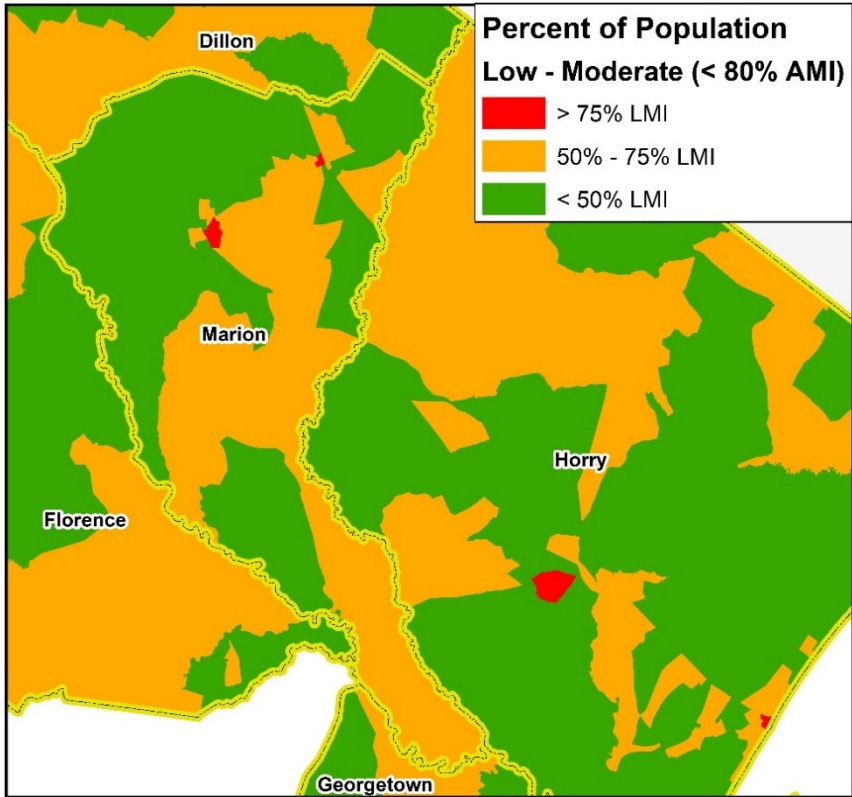 Percent of Population
Low - Moderate (< 80% AMI)
> 75% LMI
50% - 75% LMI
< 50% LMI
Dillon
Marion
Horry
Florence
Georgetown